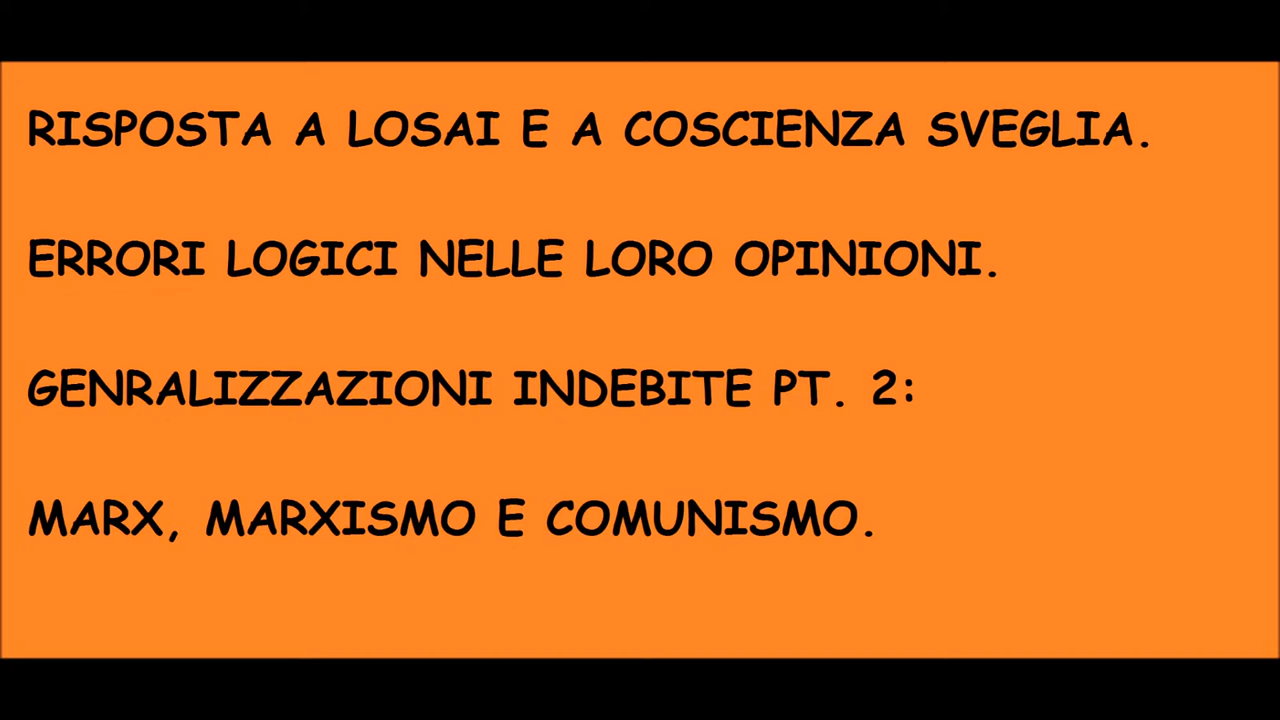 RISPOSTA A LOSAI E A COSCIENZA SVEGLIA.
ERRORI LOGICI NELLE LORO OPINIONI.
GENRALIZZAZIONI INDEBITE PT. 2:
MARX, MARXISMO E COMUNISMO.